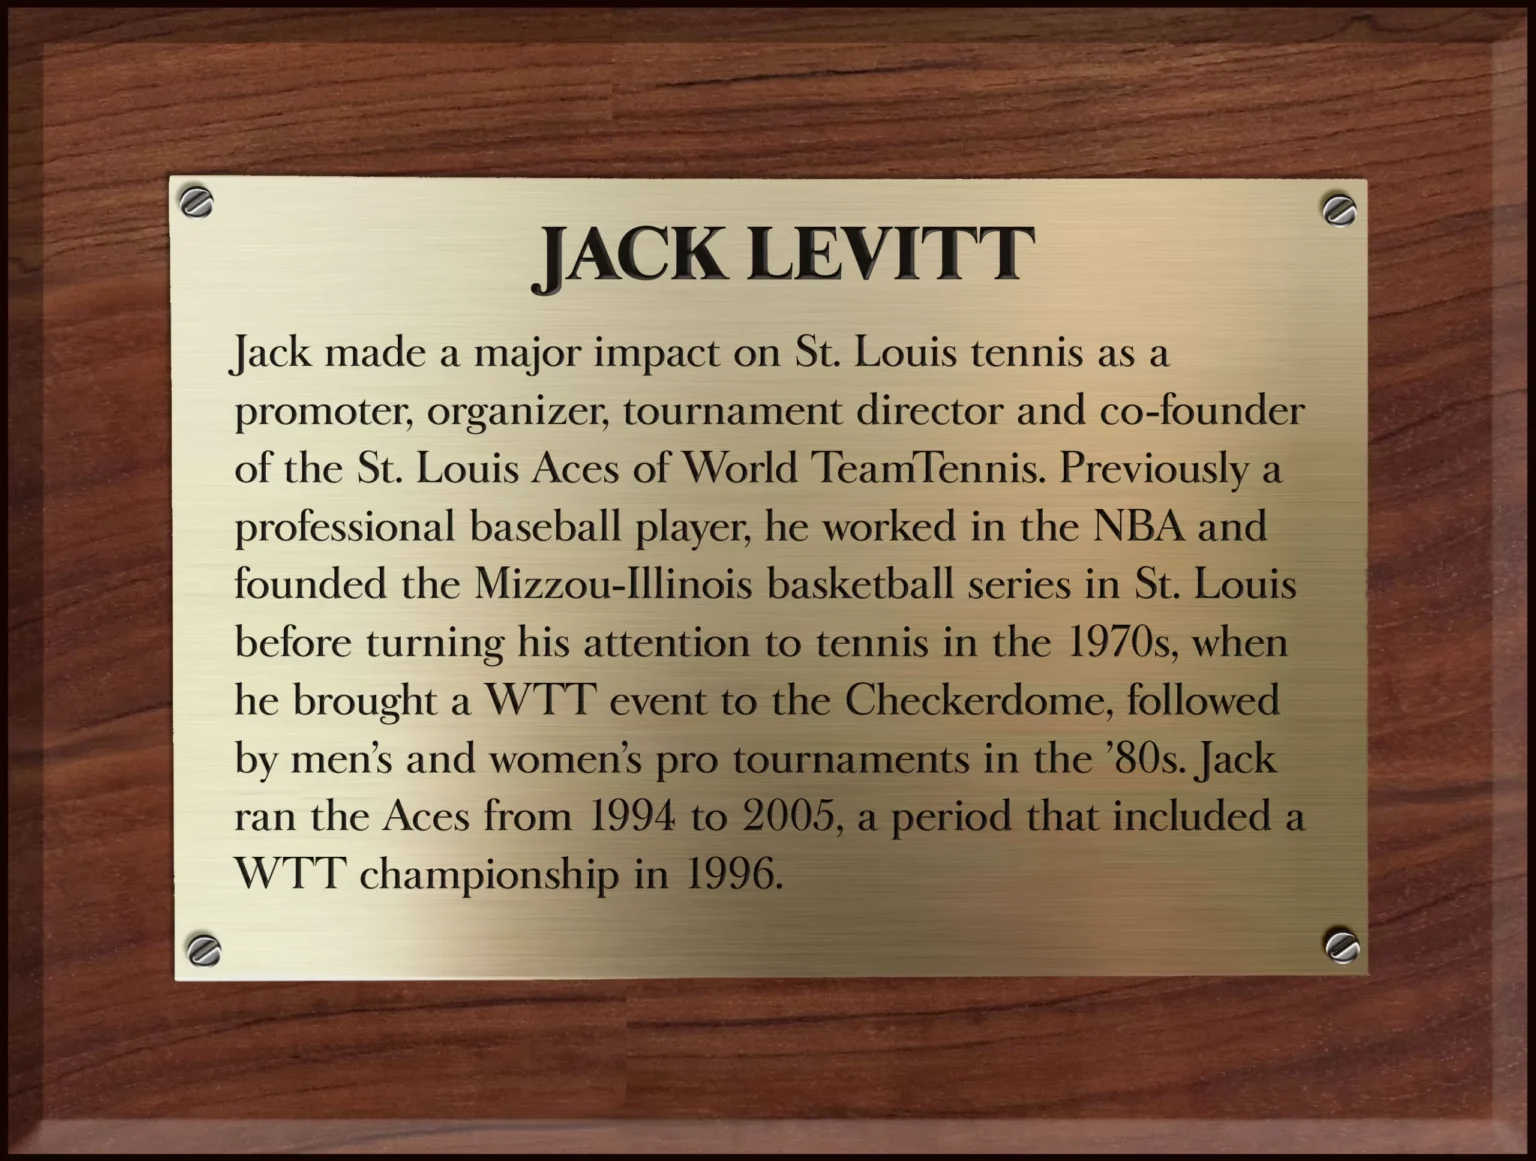 JACK LEVITT
Jack made a major impact on St. Louis tennis as a
promoter, organizer, tournament director and co-founder
of the St. Louis Aces of World TeamTennis. Previously a
professional baseball player, he worked in the NBA and
founded the Mizzou-Illinois basketball series in St. Louis
before turning his attention to tennis in the 1970s, when
he brought a WTT event to the Checkerdome, followed
by men’s and women’s pro tournaments in the ’80s. Jack
ran the Aces from 1994 to 2005, a period that included a
WTT championship in 1996.